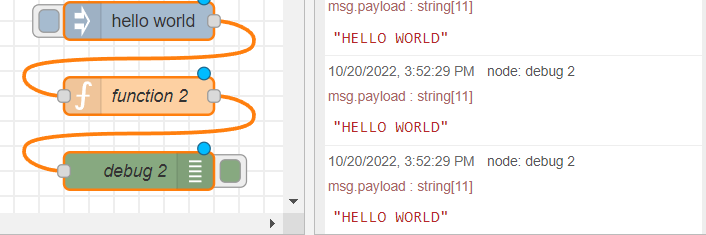 hello world
function 2
debug 2
msg.payload : string[11]
"HELLO WORLD"
10/20/2022, 3:52:29 PM node: debug 2
msg.payload : string[11]
"HELLO WORLD"
10/20/2022, 3:52:29 PM node: debug 2
msg.payload : string[11]
"HELLO WORLD"